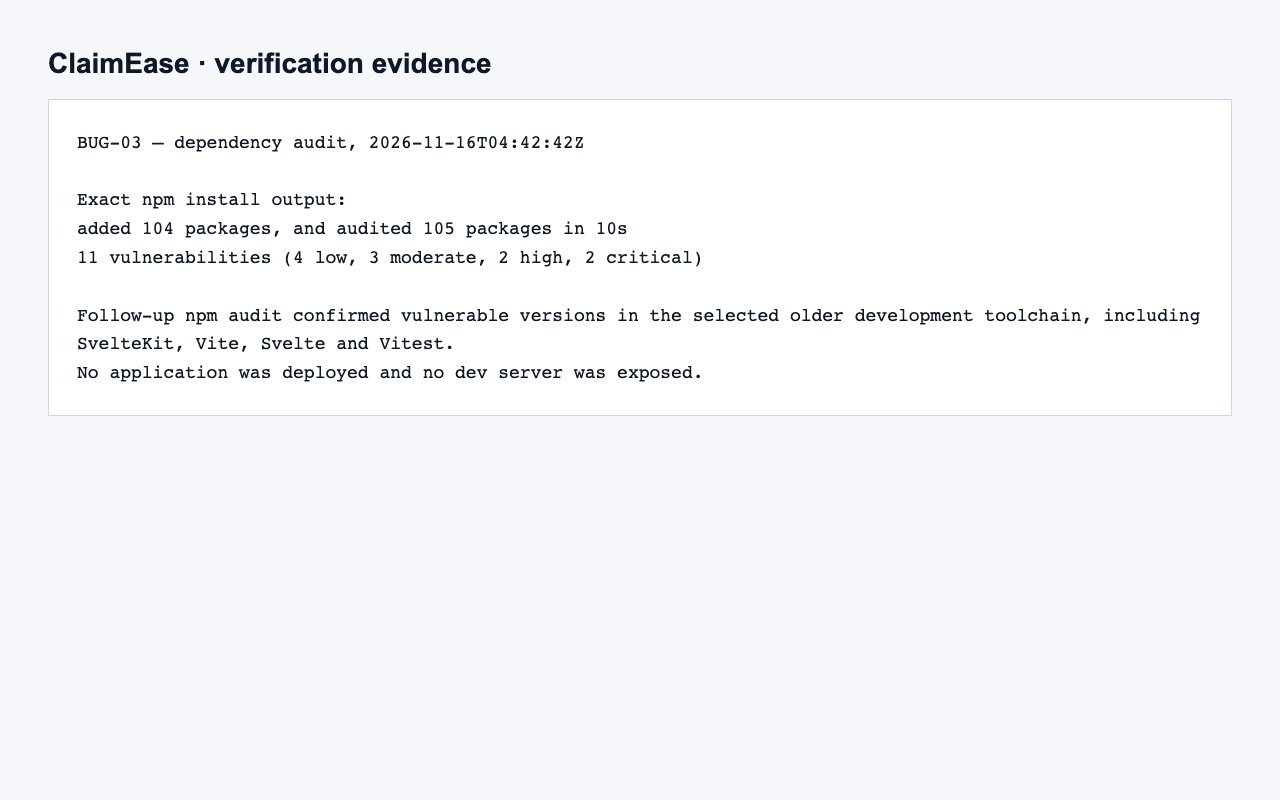 ClaimEase · verification evidence
BUG-03 — dependency audit, 2026-11-16T04:42:42Z
Exact npm install output:
added 104 packages, and audited 105 packages in 10s
11 vulnerabilities (4 low, 3 moderate, 2 high, 2 critical)
Follow-up npm audit confirmed vulnerable versions in the selected older development toolchain, including
SvelteKit, Vite, Svelte and Vitest.
No application was deployed and no dev server was exposed.